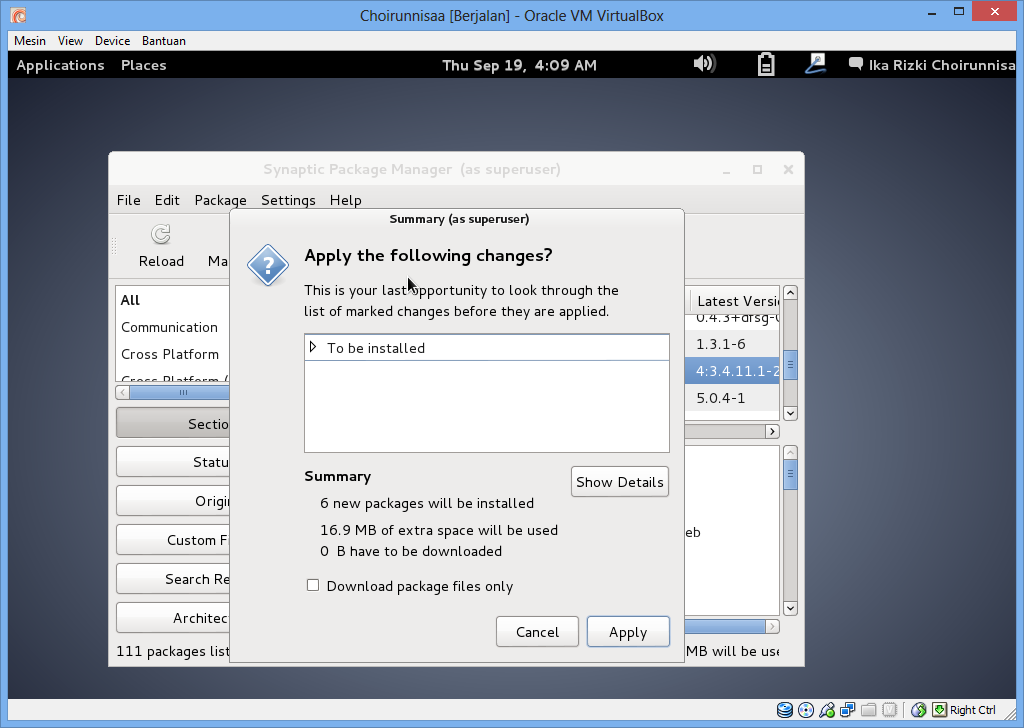 Choirunnisaa [Berjalan] - Oracle VM VirtualBox
Mesin View Device Bantuan
Applications Places Thu Sep 19, 4:09 AM Ika Rizki Choirunnisa
Synaptic Package Manager (as superuser)
File Edit Package Settings Help
Summary (as superuser)
Reload Ma
Apply the following changes?
This is your last opportunity to look through the
list of marked changes before they are applied.
To be installed
All
Communication
Cross Platform
Cross Platform (
Latest Versi
0.4.3+dfsg-0
1.3.1-6
4:3.4.11.1-2
5.0.4-1
Sectio
Statu
Origi
Custom F
Search Re
Architec
Summary
Show Details
6 new packages will be installed
16.9 MB of extra space will be used
0 B have to be downloaded
Download package files only
Cancel Apply
eb
111 packages list
MB will be use
Right Ctrl